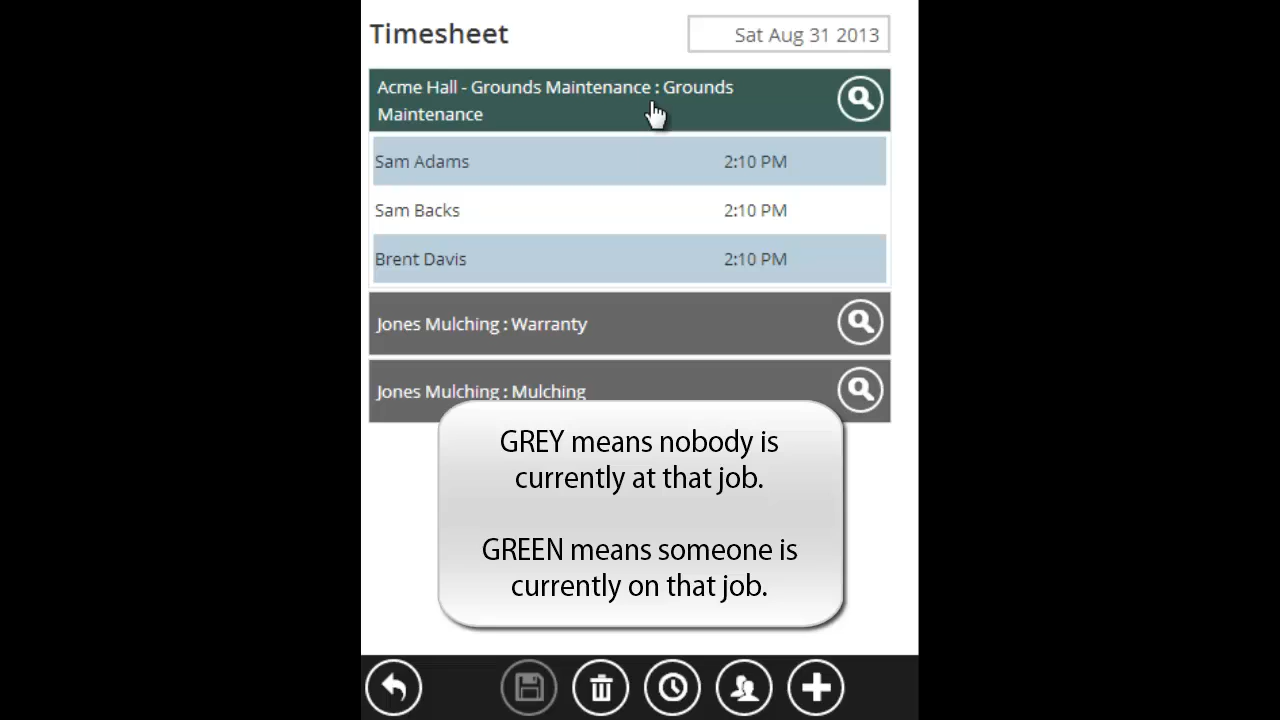 Timesheet
Sat Aug 31 2013
Acme Hall - Grounds Maintenance : Grounds
Maintenance
Sam Adams 2:10 PM
Sam Backs 2:10 PM
Brent Davis 2:10 PM
Jones Mulching : Warranty
Jones Mulching : Mulching
GREY means nobody is
currently at that job.
GREEN means someone is
currently on that job.